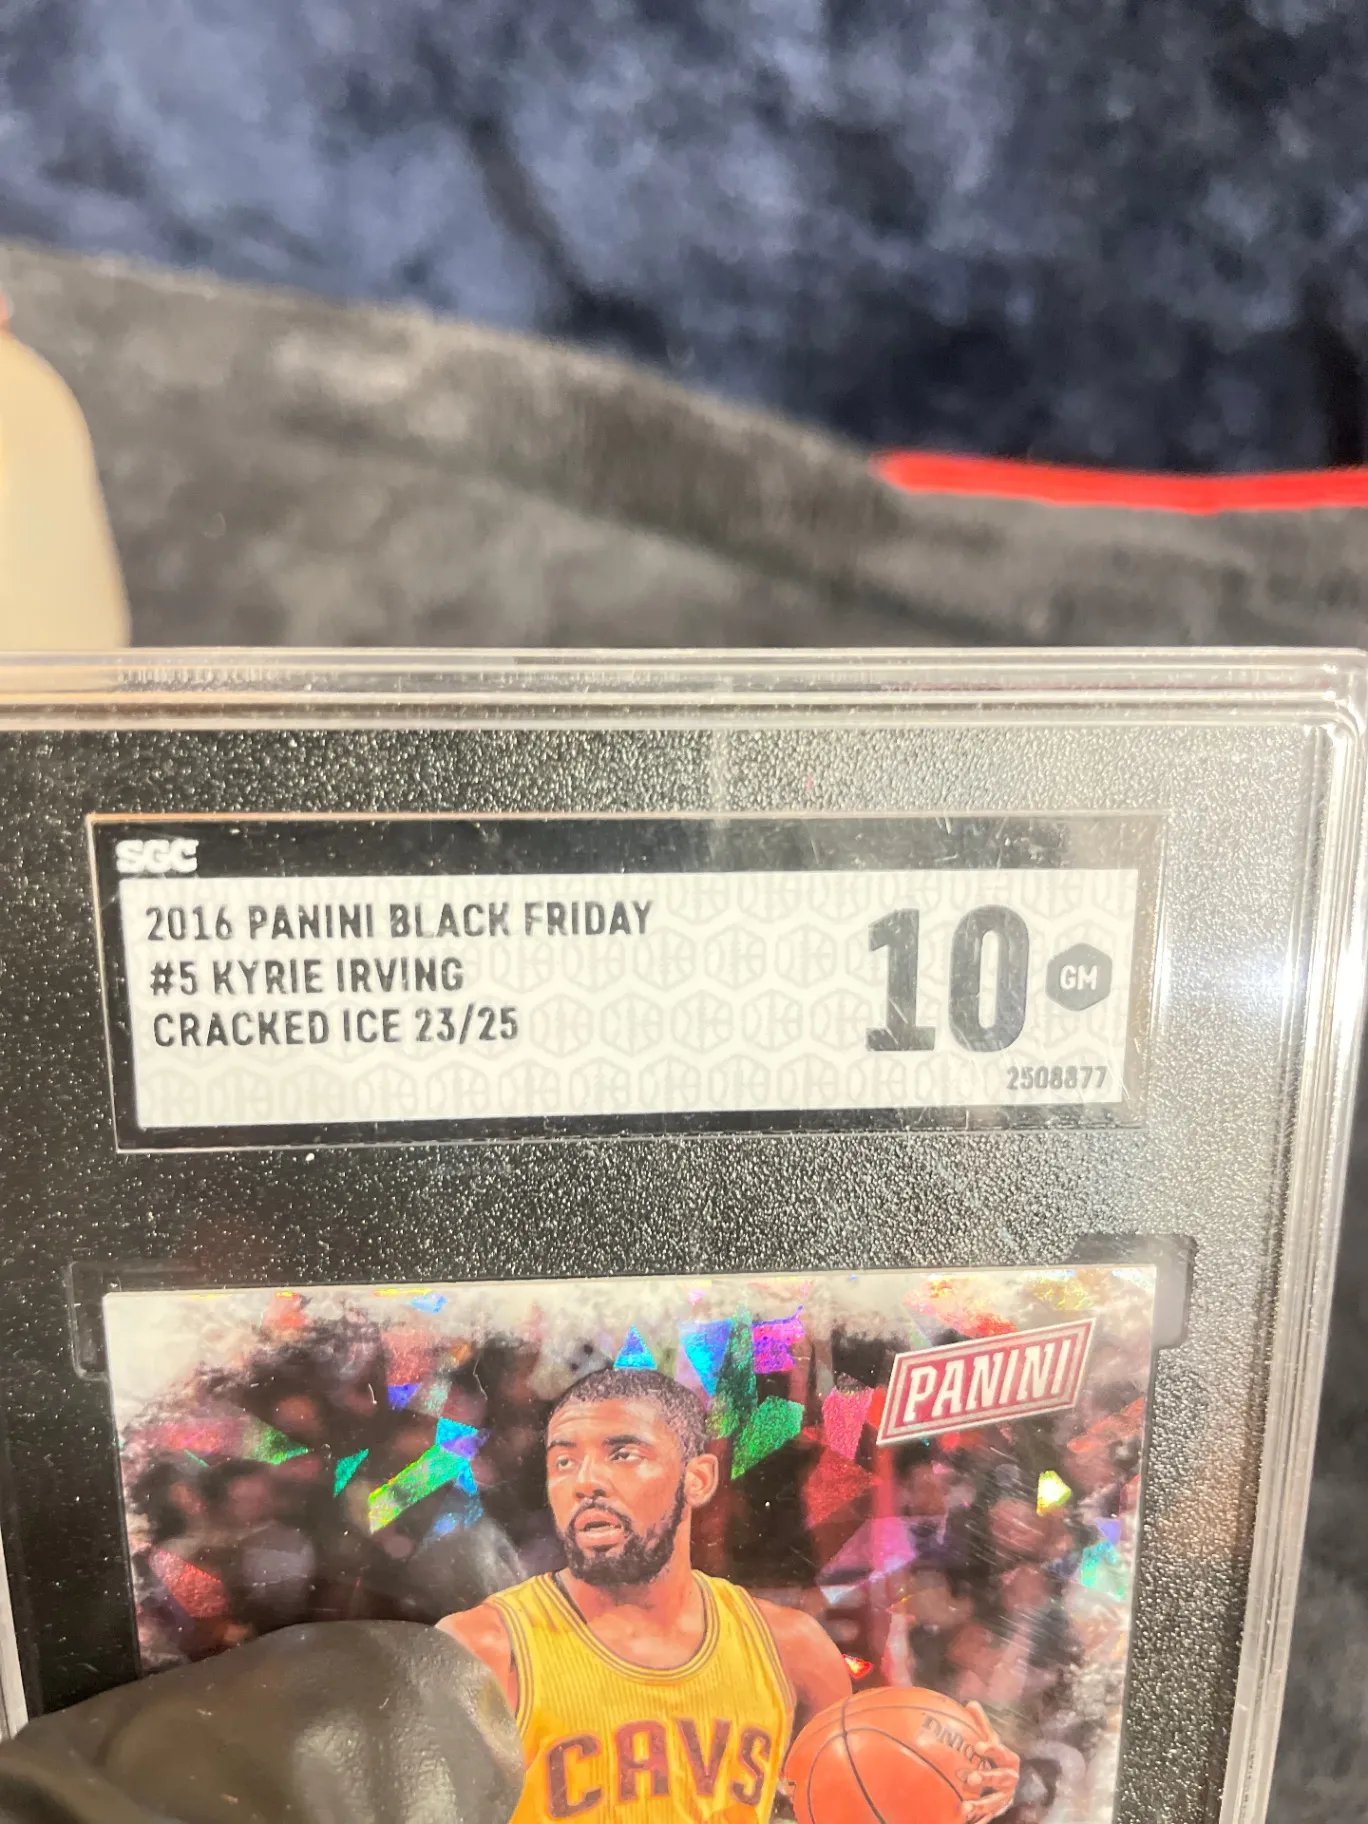 SGC
2016 PANINI BLACK FRIDAY
#5 KYRIE IRVING
CRACKED ICE 23/25
10
GM
2508877
PANINI
CAVS